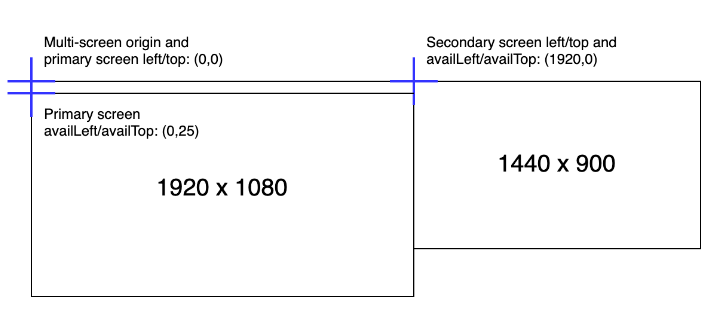 Multi-screen origin and
primary screen left/top: (0,0)
Secondary screen left/top and
availLeft/availTop: (1920,0)
Primary screen
availLeft/availTop: (0,25)
1920 x 1080
1440 x 900